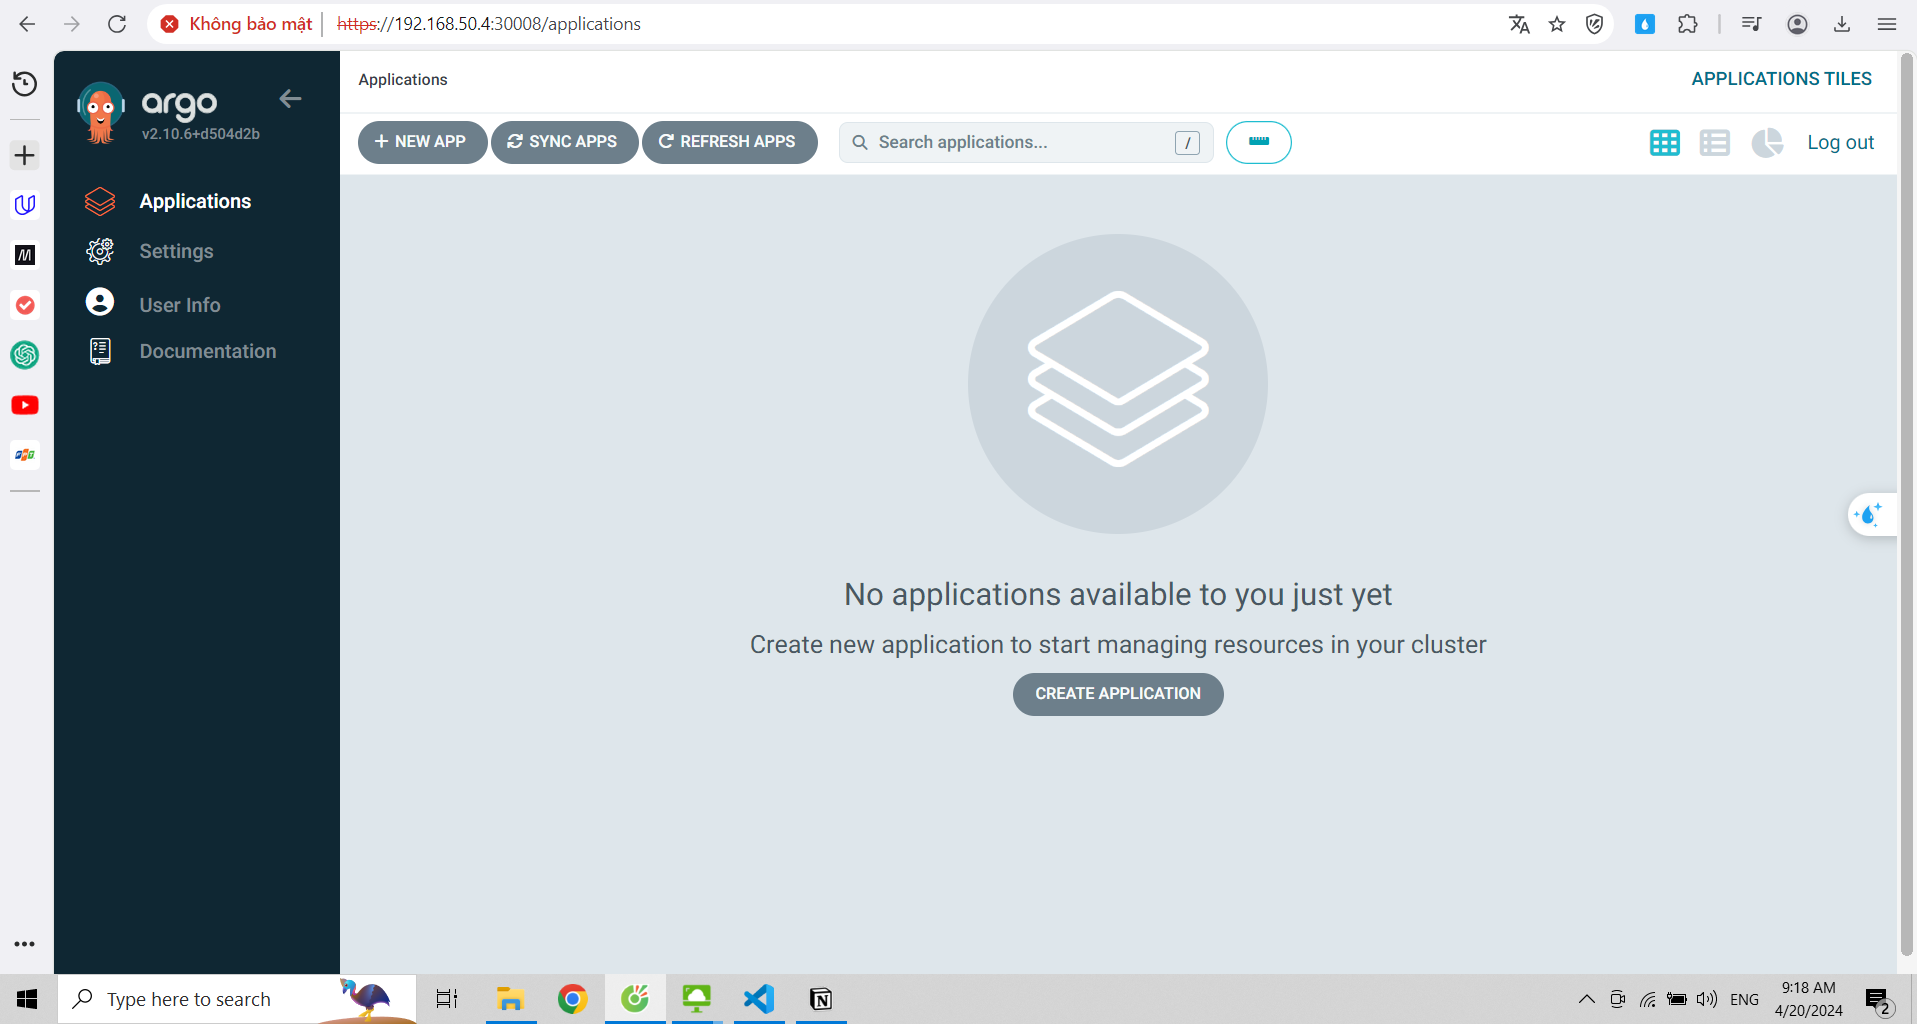 Không bảo mật
https://192.168.50.4:30008/applications
argo
v2.10.6+d504d2b
Applications
Settings
User Info
Documentation
Applications
APPLICATIONS TILES
+ NEW APP
SYNC APPS
REFRESH APPS
Search applications...
/
Log out
No applications available to you just yet
Create new application to start managing resources in your cluster
CREATE APPLICATION
Type here to search
ENG
9:18 AM
4/20/2024
2